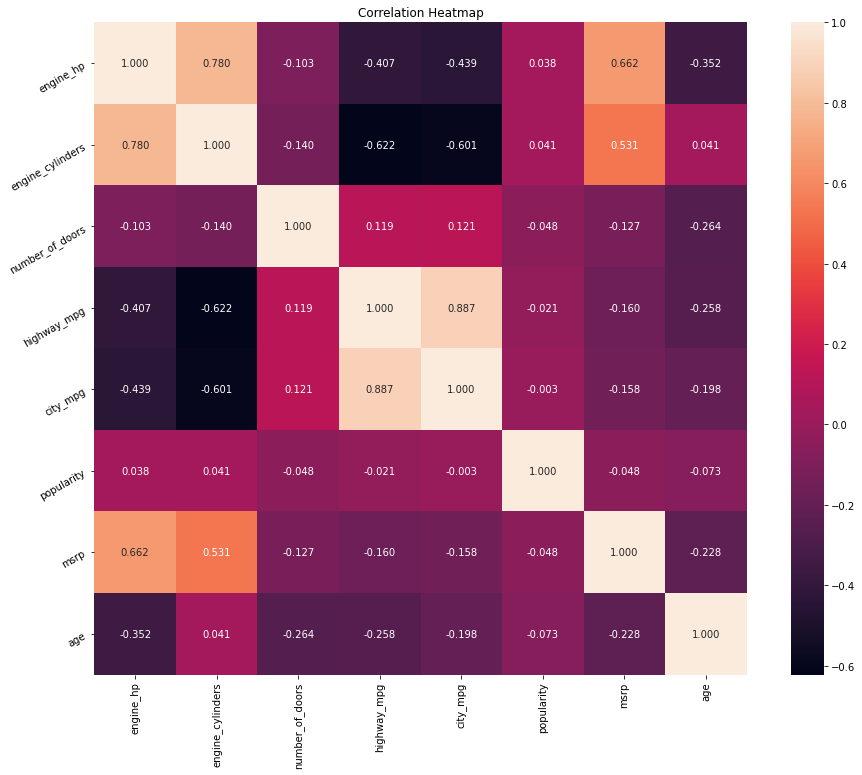 Correlation Heatmap
engine_hp 1.000 0.780 -0.103 -0.407 -0.439 0.038 0.662 -0.352
engine_cylinders 0.780 1.000 -0.140 -0.622 -0.601 0.041 0.531 0.041
number_of_doors -0.103 -0.140 1.000 0.119 0.121 -0.048 -0.127 -0.264
highway_mpg -0.407 -0.622 0.119 1.000 0.887 -0.021 -0.160 -0.258
city_mpg -0.439 -0.601 0.121 0.887 1.000 -0.003 -0.158 -0.198
popularity 0.038 0.041 -0.048 -0.021 -0.003 1.000 -0.048 -0.073
msrp 0.662 0.531 -0.127 -0.160 -0.158 -0.048 1.000 -0.228
age -0.352 0.041 -0.264 -0.258 -0.198 -0.073 -0.228 1.000
engine_hp engine_cylinders number_of_doors highway_mpg city_mpg popularity msrp age
1.0
0.8
0.6
0.4
0.2
0.0
-0.2
-0.4
-0.6